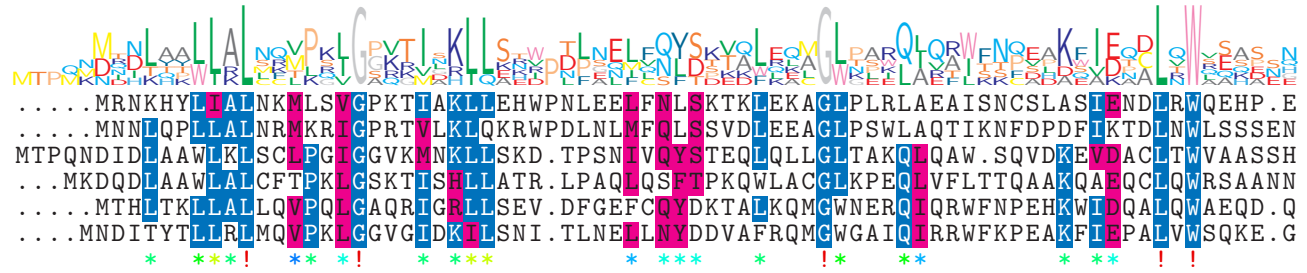 .....MRNKHYLIALNKMLSVGPKTIAKLLEHWPNLEELFNLSKTKLEKAGLPLRLAEAISNCSLASIENDLRWQEHP.E
.....MNNLQPLLALNRMKRIGPRTVLKLQKRWPDLNLMFQLSSVDLEEAGLPSWLAQTIKNFDPDFIKTDLNWLSSSEN
MTPQNDIDLAAWLKLSCLPGIGGVKMNKLLSKD.TPSNIVQYSTEQLQLLGLTAKQLQAW.SQVDKEVDACLTWVAASSH
...MKDQDLAAWLALCFTPKLGSKTISHLLATR.LPAQLQSFTPKQWLACGLKPEQLVFLTTQAAKQAEQCLQWRSAANN
.....MTHLTKLLALLQVPQLGAQRIGRLLSEV.DFGEFCQYDKTALKQMGWNERQIQRWFNPEHKWIDQALQWAEQD.Q
....MNDITYTLLRLMQVPKLGGVGIDKILSNI.TLNELLNYDDVAFRQMGWGAIQIRRWFKPEAKFIEPALVWSQKE.G
* *** ! ** * ! * *** * *** * ! * ** * ** ! !